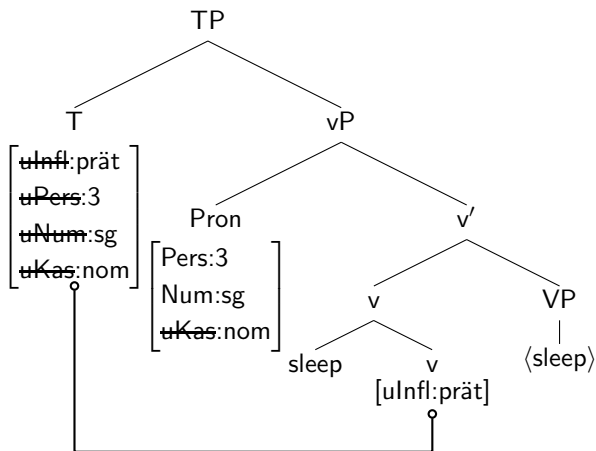 TP
T
vP
uInfl:prät
uPers:3
uNum:sg
uKas:nom
Pron
Pers:3
Num:sg
uKas:nom
v′
v
VP
sleep
v
⟨sleep⟩
[uInfl:prät]